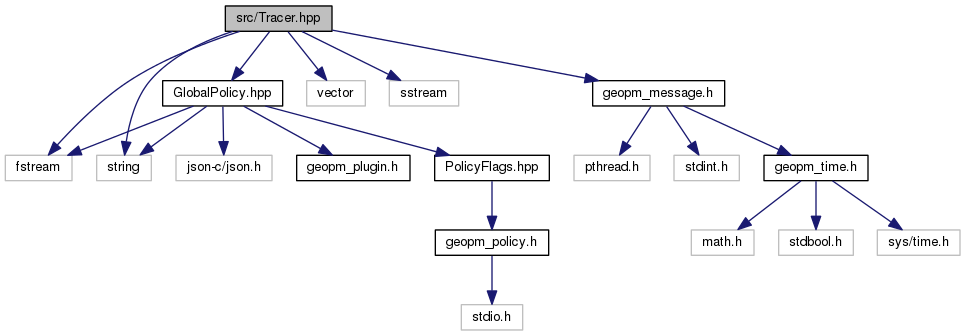 src/Tracer.hpp
GlobalPolicy.hpp
vector
sstream
geopm_message.h
fstream
string
json-c/json.h
geopm_plugin.h
PolicyFlags.hpp
pthread.h
stdint.h
geopm_time.h
geopm_policy.h
math.h
stdbool.h
sys/time.h
stdio.h